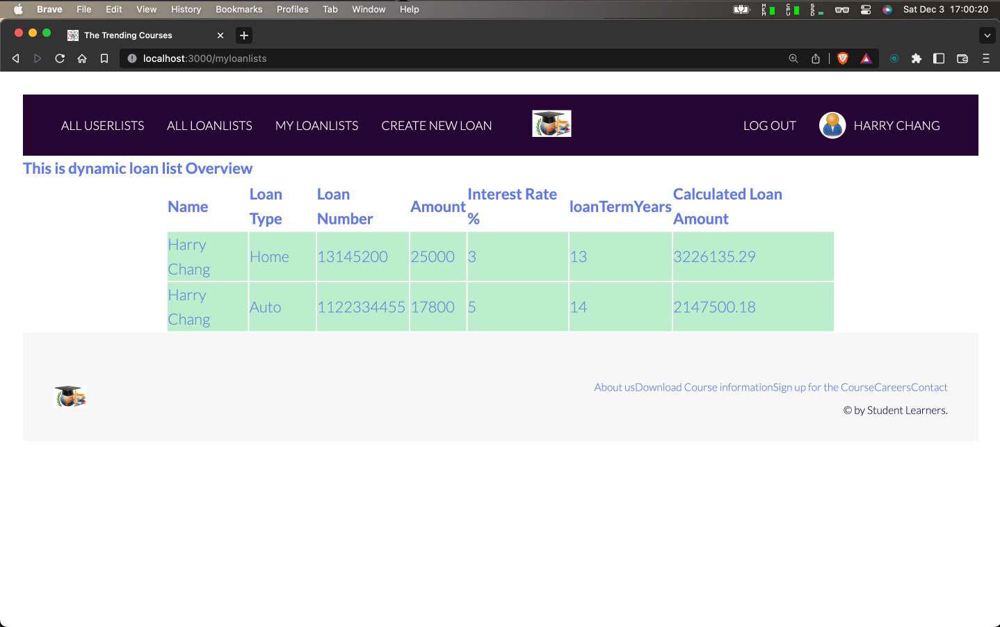 Brave File Edit View History Bookmarks Profiles Tab Window Help MEM CPU SSD Sat Dec 3 17:00:20
The Trending Courses
localhost:3000/myloanlists
ALL USERLISTS ALL LOANLISTS MY LOANLISTS CREATE NEW LOAN LOG OUT HARRY CHANG
This is dynamic loan list Overview
Name Loan Type Loan Number Amount Interest Rate % loanTermYears Calculated Loan Amount
Harry Chang Home 13145200 25000 3 13 3226135.29
Harry Chang Auto 1122334455 17800 5 14 2147500.18
About usDownload Course informationSign up for the CourseCareersContact
© by Student Learners.